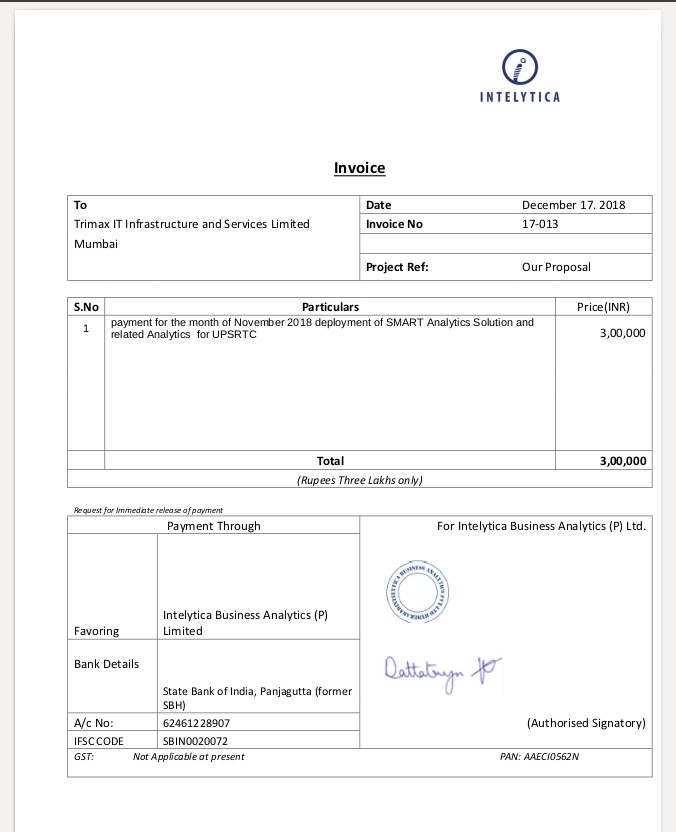 INTELYTICA
Invoice
To
Trimax IT Infrastructure and Services Limited
Mumbai
Date December 17. 2018
Invoice No 17-013
Project Ref: Our Proposal
S.No Particulars Price(INR)
1 payment for the month of November 2018 deployment of SMART Analytics Solution and
related Analytics for UPSRTC
3,00,000
Total 3,00,000
(Rupees Three Lakhs only)
Request for Immediate release of payment
Payment Through
For Intelytica Business Analytics (P) Ltd.
Favoring
Intelytica Business Analytics (P)
Limited
Bank Details
State Bank of India, Panjagutta (former
SBH)
A/c No: 62461228907
IFSC CODE SBIN0020072
(Authorised Signatory)
GST: Not Applicable at present PAN: AAECI0562N